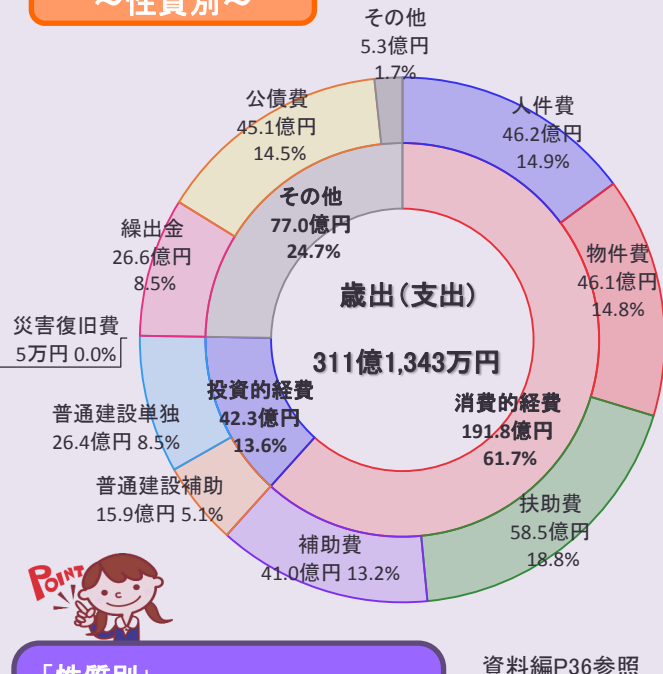 ～性質別～
その他
5.3億円
1.7%
人件費
46.2億円
14.9%
物件費
46.1億円
14.8%
扶助費
58.5億円
18.8%
補助費
41.0億円 13.2%
普通建設補助
15.9億円 5.1%
普通建設単独
26.4億円 8.5%
災害復旧費
5万円 0.0%
繰出金
26.6億円
8.5%
公債費
45.1億円
14.5%
その他
77.0億円
24.7%
歳出（支出）
311億1,343万円
投資的経費
42.3億円
13.6%
消費的経費
191.8億円
61.7%
POINT
「性質別」
資料編P36参照